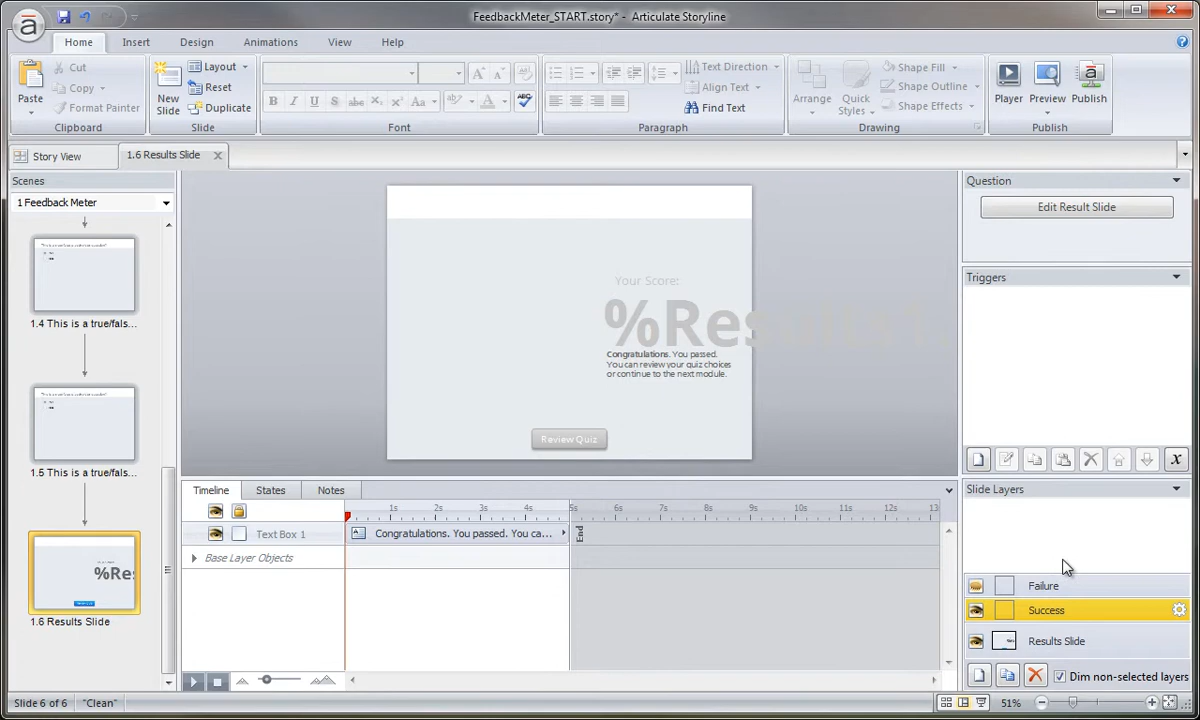 FeedbackMeter_START.story* - Articulate Storyline
Home Insert Design Animations View Help
Paste Cut Copy Format Painter
Clipboard
New Slide Layout Reset Duplicate
Slide
B I U S abc X₂ X² Aa A ABC
Font
Text Direction
Align Text
Find Text
Paragraph
Arrange Quick Styles Shape Fill
Shape Outline
Shape Effects
Drawing
Player Preview Publish
Publish
Story View 1.6 Results Slide
Scenes
1 Feedback Meter
1.4 This is a true/fals...
1.5 This is a true/fals...
%Res
1.6 Results Slide
Your Score:
%Results1.
Congratulations. You passed.
You can review your quiz choices
or continue to the next module.
Review Quiz
Timeline States Notes
1s 2s 3s 4s 5s 6s 7s 8s 9s 10s 11s 12s 13
Text Box 1 Congratulations. You passed. You ca... End
Base Layer Objects
Question
Edit Result Slide
Triggers
x
Slide Layers
Failure
Success
Results Slide
Dim non-selected layers
Slide 6 of 6 "Clean" 51%